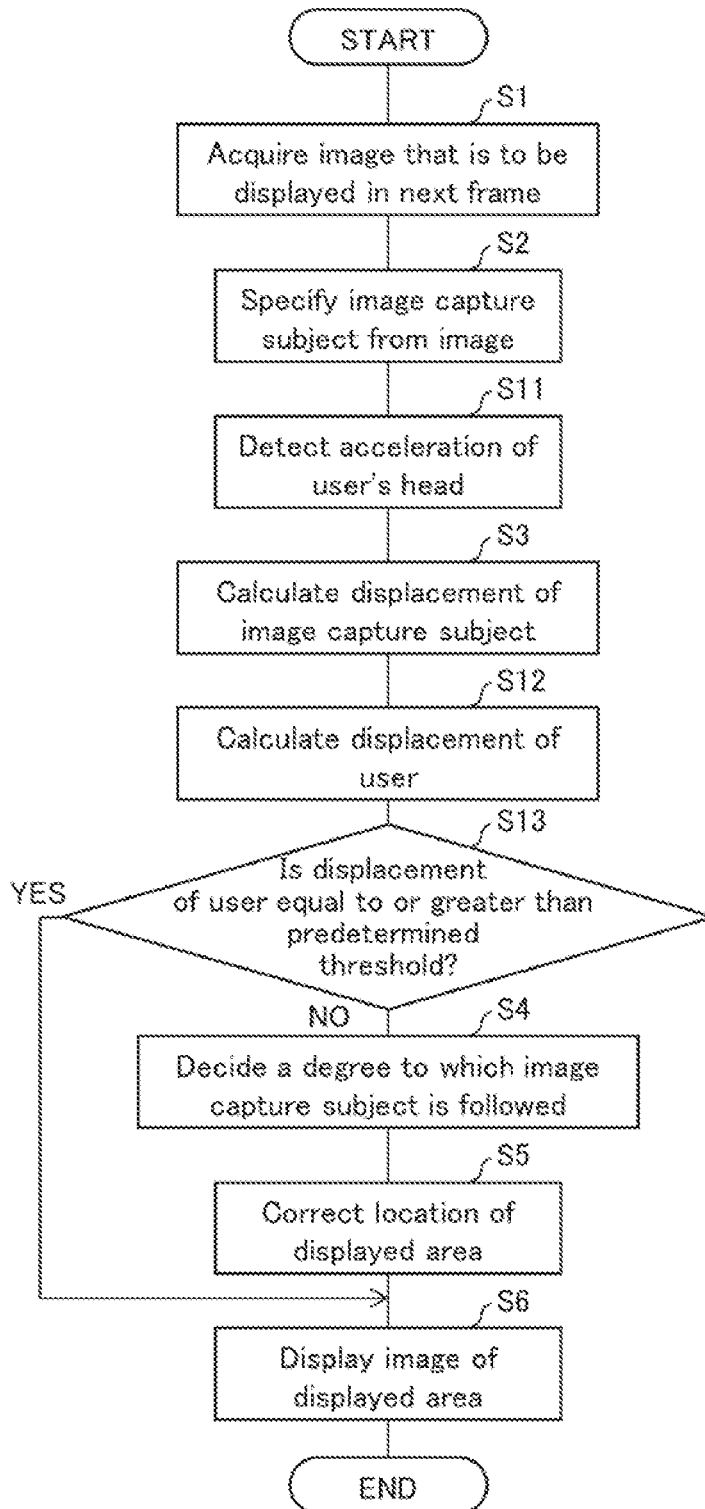 START
S1
Acquire image that is to be
displayed in next frame
S2
Specify image capture
subject from image
S11
Detect acceleration of
user's head
S3
Calculate displacement of
image capture subject
S12
Calculate displacement of
user
S13
Is displacement
of user equal to or greater than
predetermined
threshold?
YES
NO
S4
Decide a degree to which image
capture subject is followed
S5
Correct location of
displayed area
S6
Display image of
displayed area
END